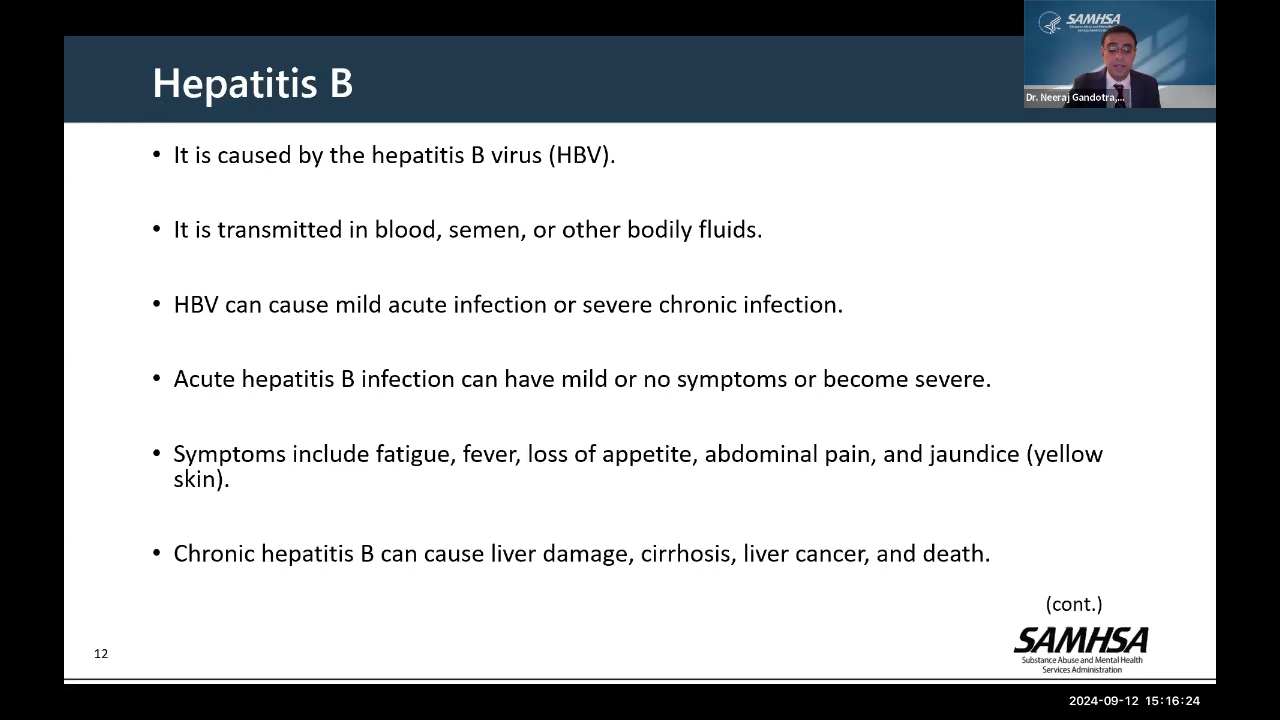 SAMHSA
Dr. Neeraj Gandotra,...
Hepatitis B
• It is caused by the hepatitis B virus (HBV).
• It is transmitted in blood, semen, or other bodily fluids.
• HBV can cause mild acute infection or severe chronic infection.
• Acute hepatitis B infection can have mild or no symptoms or become severe.
• Symptoms include fatigue, fever, loss of appetite, abdominal pain, and jaundice (yellow
skin).
• Chronic hepatitis B can cause liver damage, cirrhosis, liver cancer, and death.
(cont.)
SAMHSA
Substance Abuse and Mental Health
Services Administration
12
2024-09-12 15:16:24